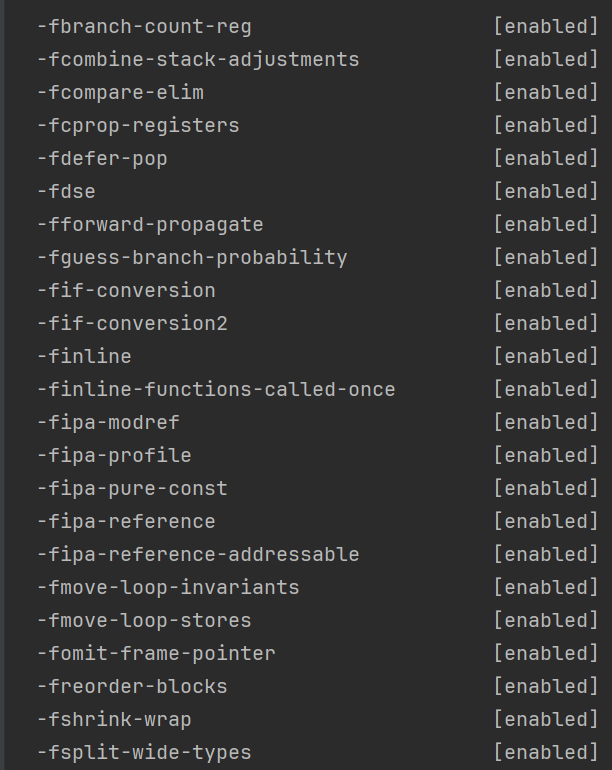 -fbranch-count-reg [enabled]
-fcombine-stack-adjustments [enabled]
-fcompare-elim [enabled]
-fcprop-registers [enabled]
-fdefer-pop [enabled]
-fdse [enabled]
-fforward-propagate [enabled]
-fguess-branch-probability [enabled]
-fif-conversion [enabled]
-fif-conversion2 [enabled]
-finline [enabled]
-finline-functions-called-once [enabled]
-fipa-modref [enabled]
-fipa-profile [enabled]
-fipa-pure-const [enabled]
-fipa-reference [enabled]
-fipa-reference-addressable [enabled]
-fmove-loop-invariants [enabled]
-fmove-loop-stores [enabled]
-fomit-frame-pointer [enabled]
-freorder-blocks [enabled]
-fshrink-wrap [enabled]
-fsplit-wide-types [enabled]